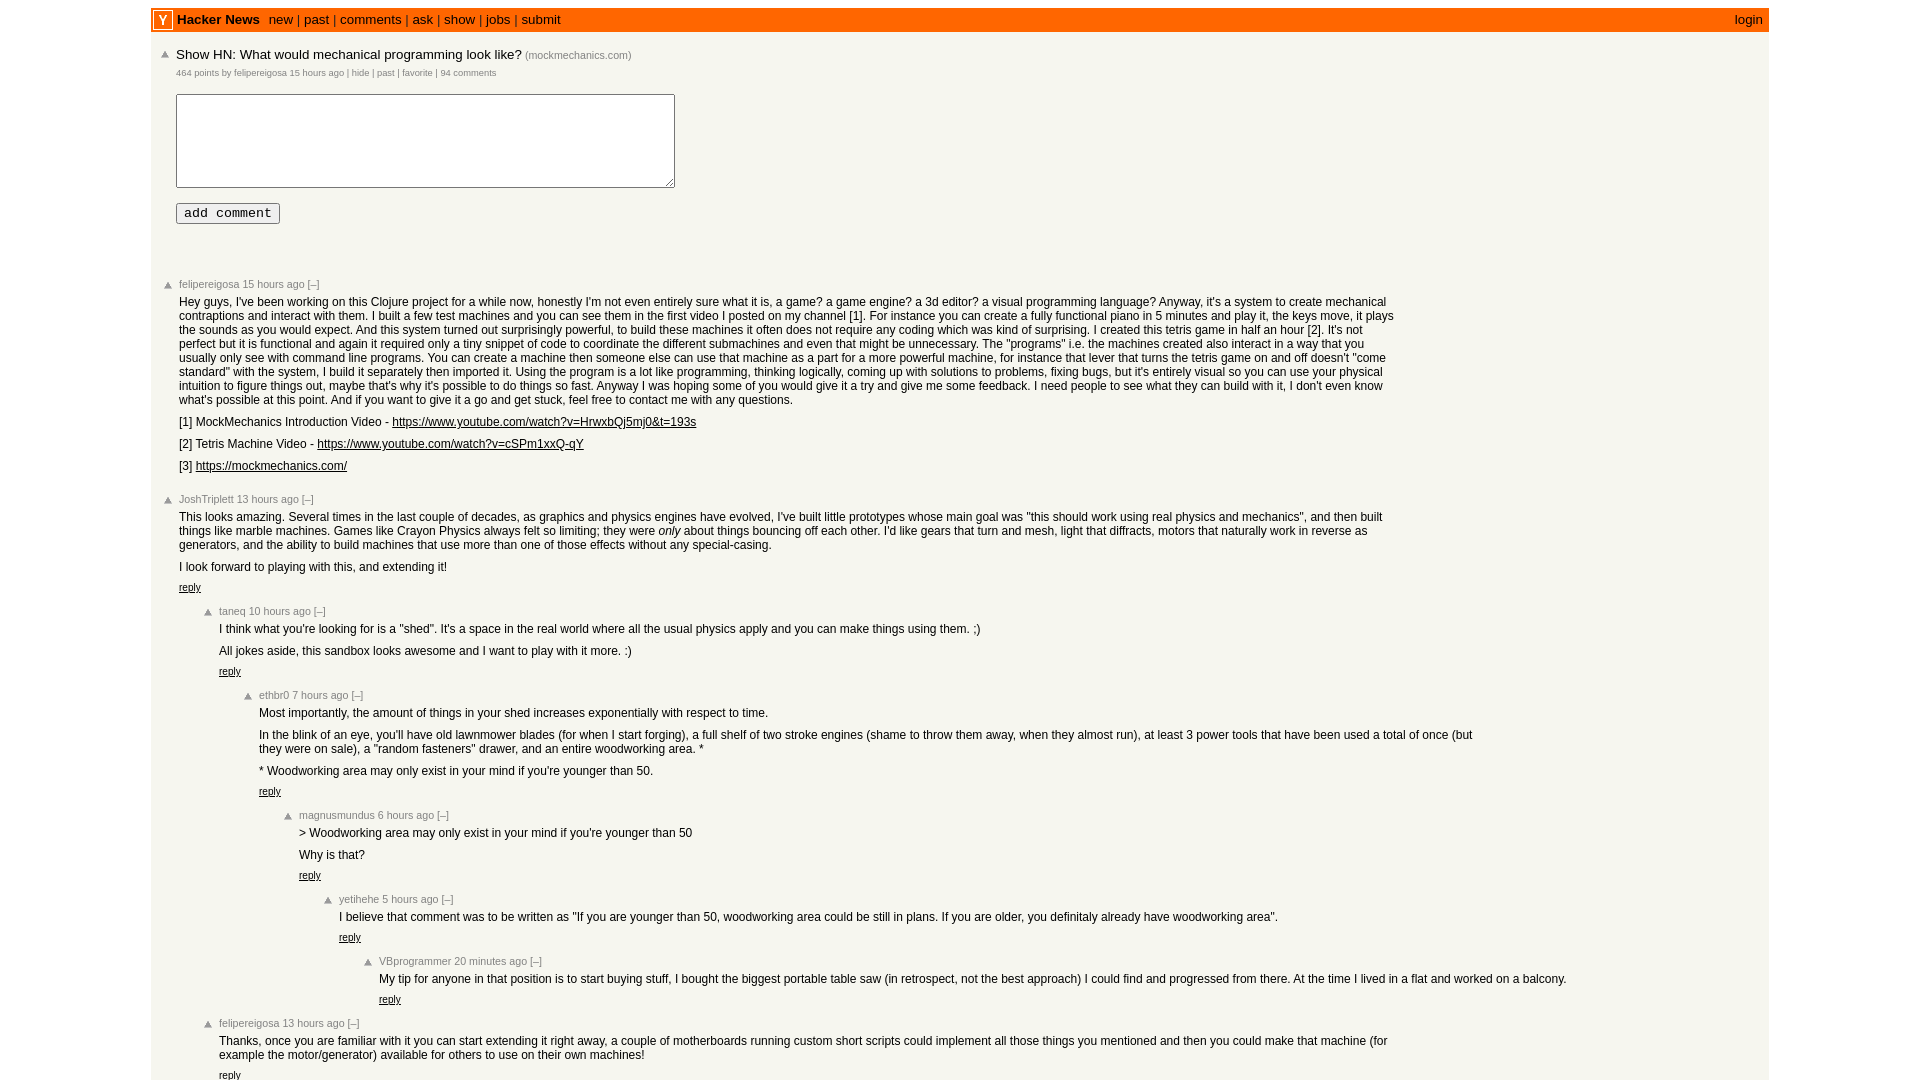 Y Hacker News new | past | comments | ask | show | jobs | submit login
Show HN: What would mechanical programming look like? (mockmechanics.com)
464 points by felipereigosa 15 hours ago | hide | past | favorite | 94 comments
add comment
felipereigosa 15 hours ago [–]
Hey guys, I've been working on this Clojure project for a while now, honestly I'm not even entirely sure what it is, a game? a game engine? a 3d editor? a visual programming language? Anyway, it's a system to create mechanical
contraptions and interact with them. I built a few test machines and you can see them in the first video I posted on my channel [1]. For instance you can create a fully functional piano in 5 minutes and play it, the keys move, it plays
the sounds as you would expect. And this system turned out surprisingly powerful, to build these machines it often does not require any coding which was kind of surprising. I created this tetris game in half an hour [2]. It's not
perfect but it is functional and again it required only a tiny snippet of code to coordinate the different submachines and even that might be unnecessary. The "programs" i.e. the machines created also interact in a way that you
usually only see with command line programs. You can create a machine then someone else can use that machine as a part for a more powerful machine, for instance that lever that turns the tetris game on and off doesn't "come
standard" with the system, I build it separately then imported it. Using the program is a lot like programming, thinking logically, coming up with solutions to problems, fixing bugs, but it's entirely visual so you can use your physical
intuition to figure things out, maybe that's why it's possible to do things so fast. Anyway I was hoping some of you would give it a try and give me some feedback. I need people to see what they can build with it, I don't even know
what's possible at this point. And if you want to give it a go and get stuck, feel free to contact me with any questions.
[1] MockMechanics Introduction Video - https://www.youtube.com/watch?v=HrwxbQj5mj0&t=193s
[2] Tetris Machine Video - https://www.youtube.com/watch?v=cSPm1xxQ-qY
[3] https://mockmechanics.com/
JoshTriplett 13 hours ago [–]
This looks amazing. Several times in the last couple of decades, as graphics and physics engines have evolved, I've built little prototypes whose main goal was "this should work using real physics and mechanics", and then built
things like marble machines. Games like Crayon Physics always felt so limiting; they were only about things bouncing off each other. I'd like gears that turn and mesh, light that diffracts, motors that naturally work in reverse as
generators, and the ability to build machines that use more than one of those effects without any special-casing.
I look forward to playing with this, and extending it!
reply
taneq 10 hours ago [–]
I think what you're looking for is a "shed". It's a space in the real world where all the usual physics apply and you can make things using them. ;)
All jokes aside, this sandbox looks awesome and I want to play with it more. :)
reply
ethbr0 7 hours ago [–]
Most importantly, the amount of things in your shed increases exponentially with respect to time.
In the blink of an eye, you'll have old lawnmower blades (for when I start forging), a full shelf of two stroke engines (shame to throw them away, when they almost run), at least 3 power tools that have been used a total of once (but
they were on sale), a "random fasteners" drawer, and an entire woodworking area. *
* Woodworking area may only exist in your mind if you're younger than 50.
reply
magnusmundus 6 hours ago [–]
> Woodworking area may only exist in your mind if you're younger than 50
Why is that?
reply
yetihehe 5 hours ago [–]
I believe that comment was to be written as "If you are younger than 50, woodworking area could be still in plans. If you are older, you definitaly already have woodworking area".
reply
VBprogrammer 20 minutes ago [–]
My tip for anyone in that position is to start buying stuff, I bought the biggest portable table saw (in retrospect, not the best approach) I could find and progressed from there. At the time I lived in a flat and worked on a balcony.
reply
felipereigosa 13 hours ago [–]
Thanks, once you are familiar with it you can start extending it right away, a couple of motherboards running custom short scripts could implement all those things you mentioned and then you could make that machine (for
example the motor/generator) available for others to use on their own machines!
reply